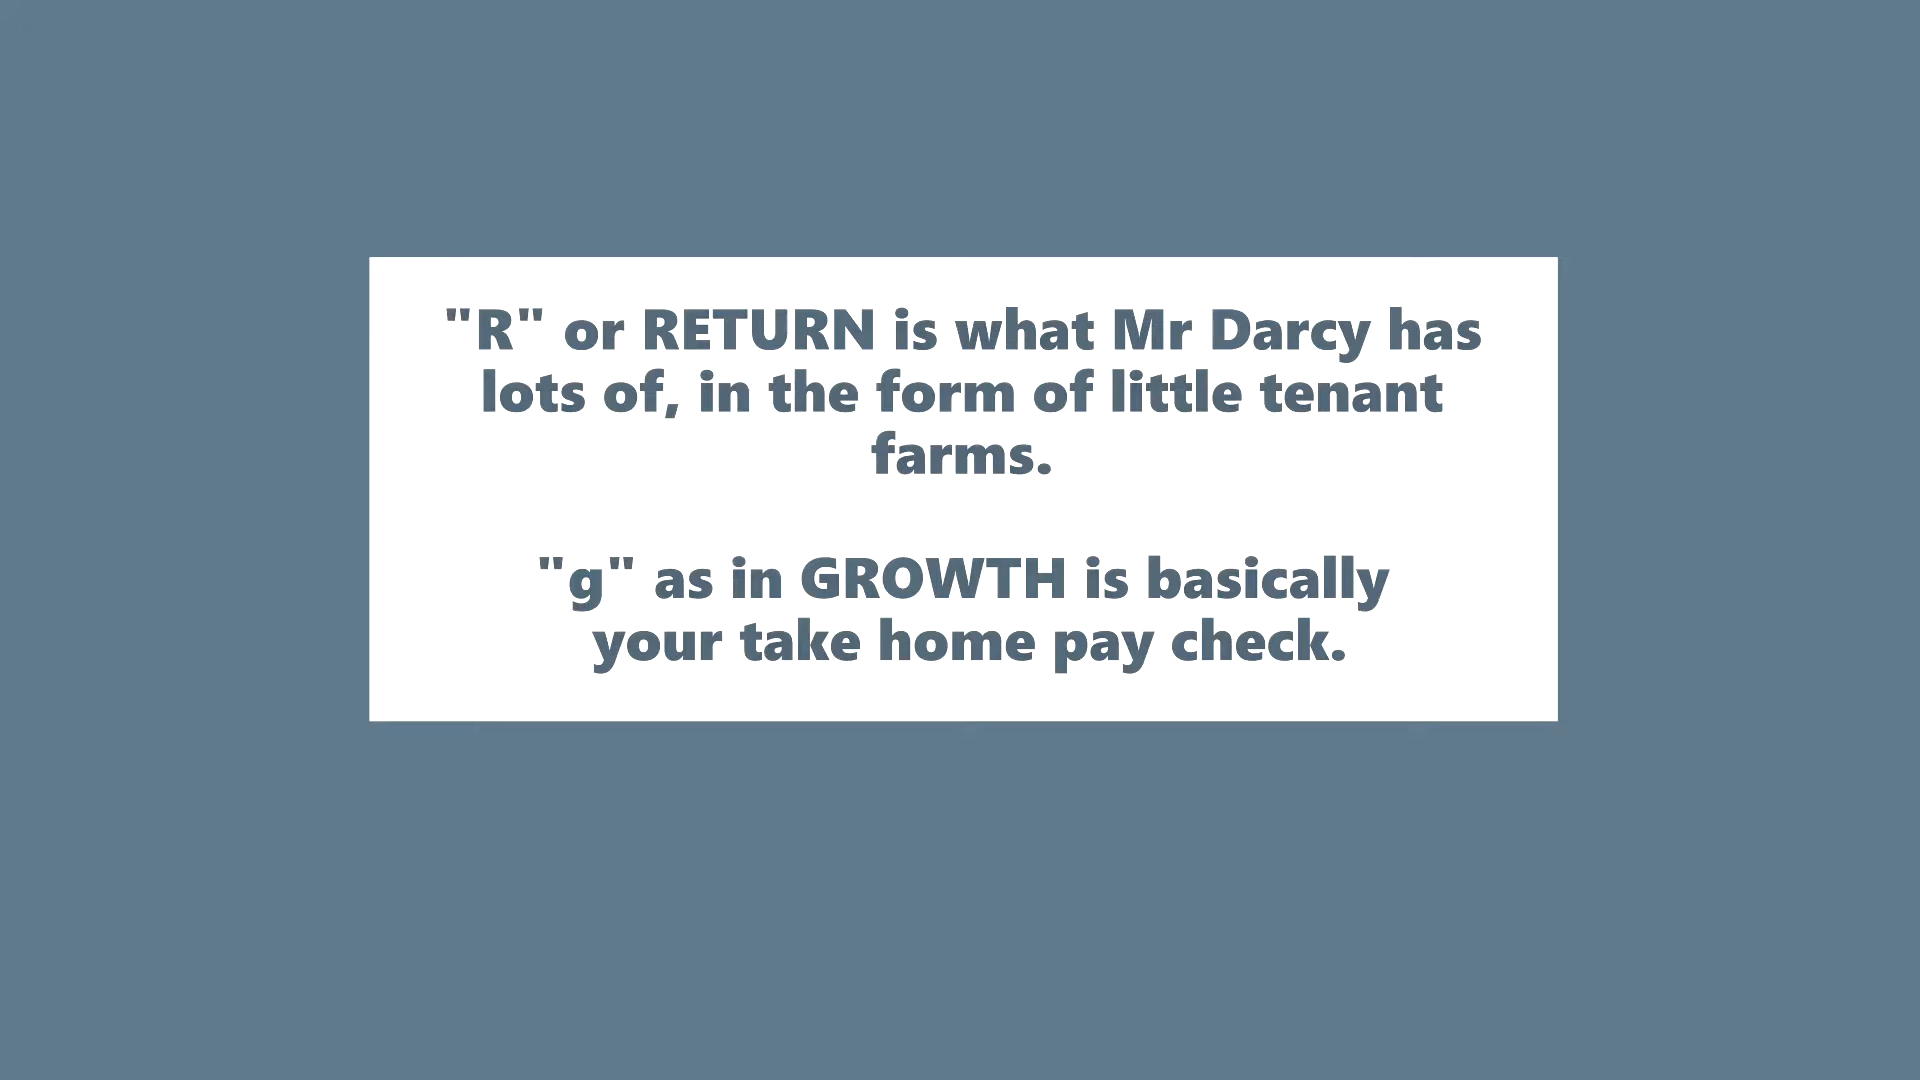 "R" or RETURN is what Mr Darcy has
lots of, in the form of little tenant
farms.
"g" as in GROWTH is basically
your take home pay check.